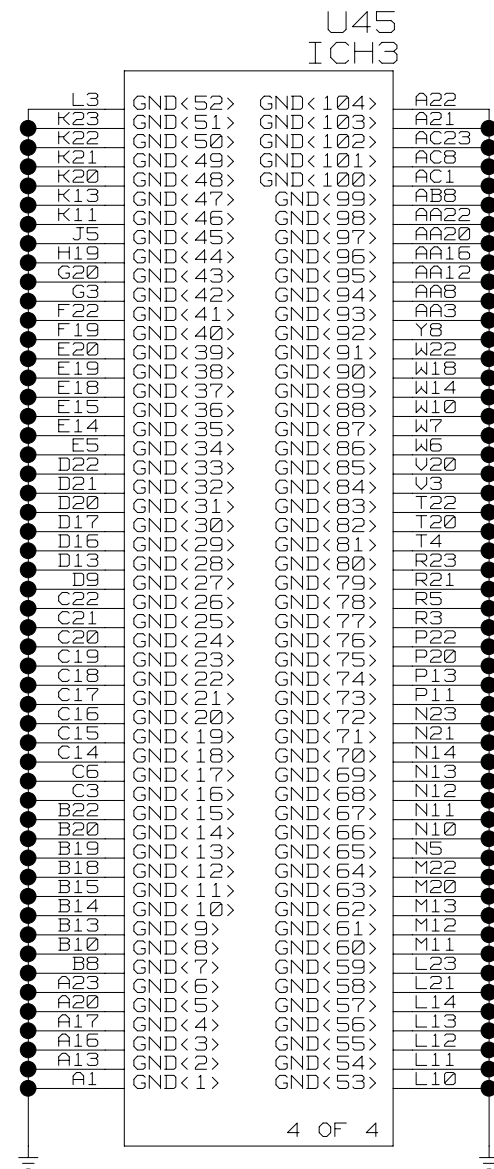 U45
ICH3
L3 GND<52> GND<104> A22
K23 GND<51> GND<103> A21
K22 GND<50> GND<102> AC23
K21 GND<49> GND<101> AC8
K20 GND<48> GND<100> AC1
K13 GND<47> GND<99> AB8
K11 GND<46> GND<98> AA22
J5 GND<45> GND<97> AA20
H19 GND<44> GND<96> AA16
G20 GND<43> GND<95> AA12
G3 GND<42> GND<94> AA8
F22 GND<41> GND<93> AA3
F19 GND<40> GND<92> Y8
E20 GND<39> GND<91> W22
E19 GND<38> GND<90> W18
E18 GND<37> GND<89> W14
E15 GND<36> GND<88> W10
E14 GND<35> GND<87> W7
E5 GND<34> GND<86> W6
D22 GND<33> GND<85> V20
D21 GND<32> GND<84> V3
D20 GND<31> GND<83> T22
D17 GND<30> GND<82> T20
D16 GND<29> GND<81> T4
D13 GND<28> GND<80> R23
D9 GND<27> GND<79> R21
C22 GND<26> GND<78> R5
C21 GND<25> GND<77> R3
C20 GND<24> GND<76> P22
C19 GND<23> GND<75> P20
C18 GND<22> GND<74> P13
C17 GND<21> GND<73> P11
C16 GND<20> GND<72> N23
C15 GND<19> GND<71> N21
C14 GND<18> GND<70> N14
C6 GND<17> GND<69> N13
C3 GND<16> GND<68> N12
B22 GND<15> GND<67> N11
B20 GND<14> GND<66> N10
B19 GND<13> GND<65> N5
B18 GND<12> GND<64> M22
B15 GND<11> GND<63> M20
B14 GND<10> GND<62> M13
B13 GND<9> GND<61> M12
B10 GND<8> GND<60> M11
B8 GND<7> GND<59> L23
A23 GND<6> GND<58> L21
A20 GND<5> GND<57> L14
A17 GND<4> GND<56> L13
A16 GND<3> GND<55> L12
A13 GND<2> GND<54> L11
A1 GND<1> GND<53> L10
4 OF 4